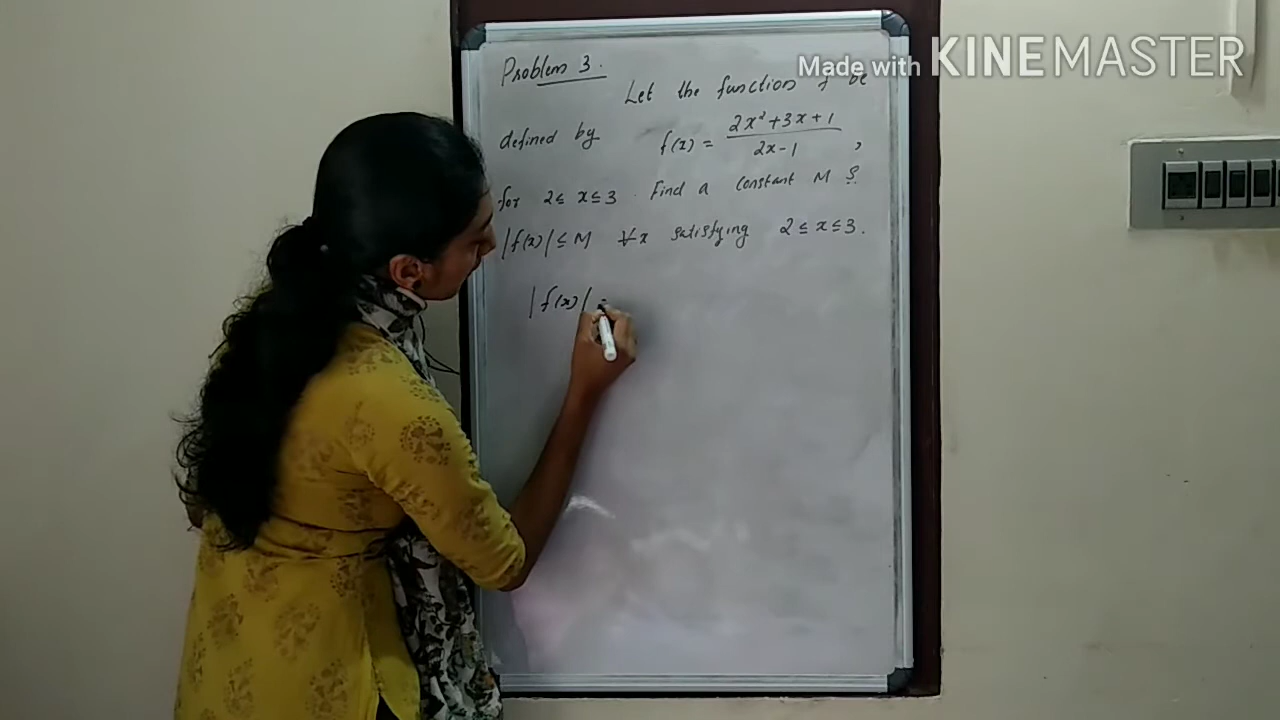 Made with KINEMASTER
Problem 3.
Let the function f be
defined by f(x) = 2x²+3x+1 / 2x-1 ,
for 2 ≤ x ≤ 3. Find a constant M ∋
|f(x)| ≤ M ∀x satisfying 2 ≤ x ≤ 3.
|f(x)| =